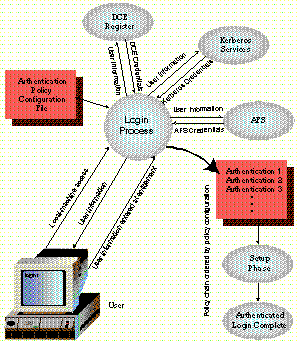 DCE
Register
Kerberos
Services
User Information
DCE Credentials
User Information
Kerberos Credentials
Authentication
Policy
Configuration
File
Login
Process
User Information
AFS Credentials
AFS
Local machine access
User information
User information entered in
Policy chain ordered by policy configuration
Authentication 1
Authentication 2
Authentication 3
Setup
Phase
User
Authenticated
Login Complete